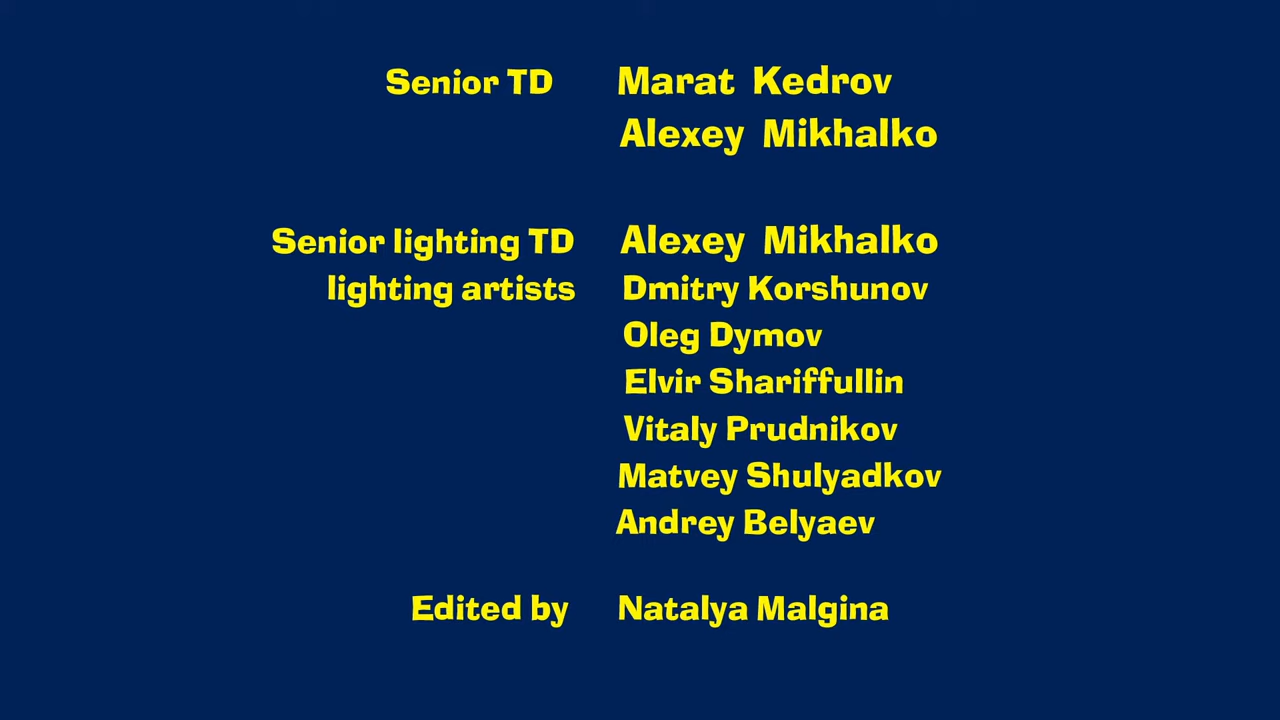 Senior TD Marat Kedrov
Alexey Mikhalko
Senior lighting TD Alexey Mikhalko
lighting artists Dmitry Korshunov
Oleg Dymov
Elvir Shariffullin
Vitaly Prudnikov
Matvey Shulyadkov
Andrey Belyaev
Edited by Natalya Malgina